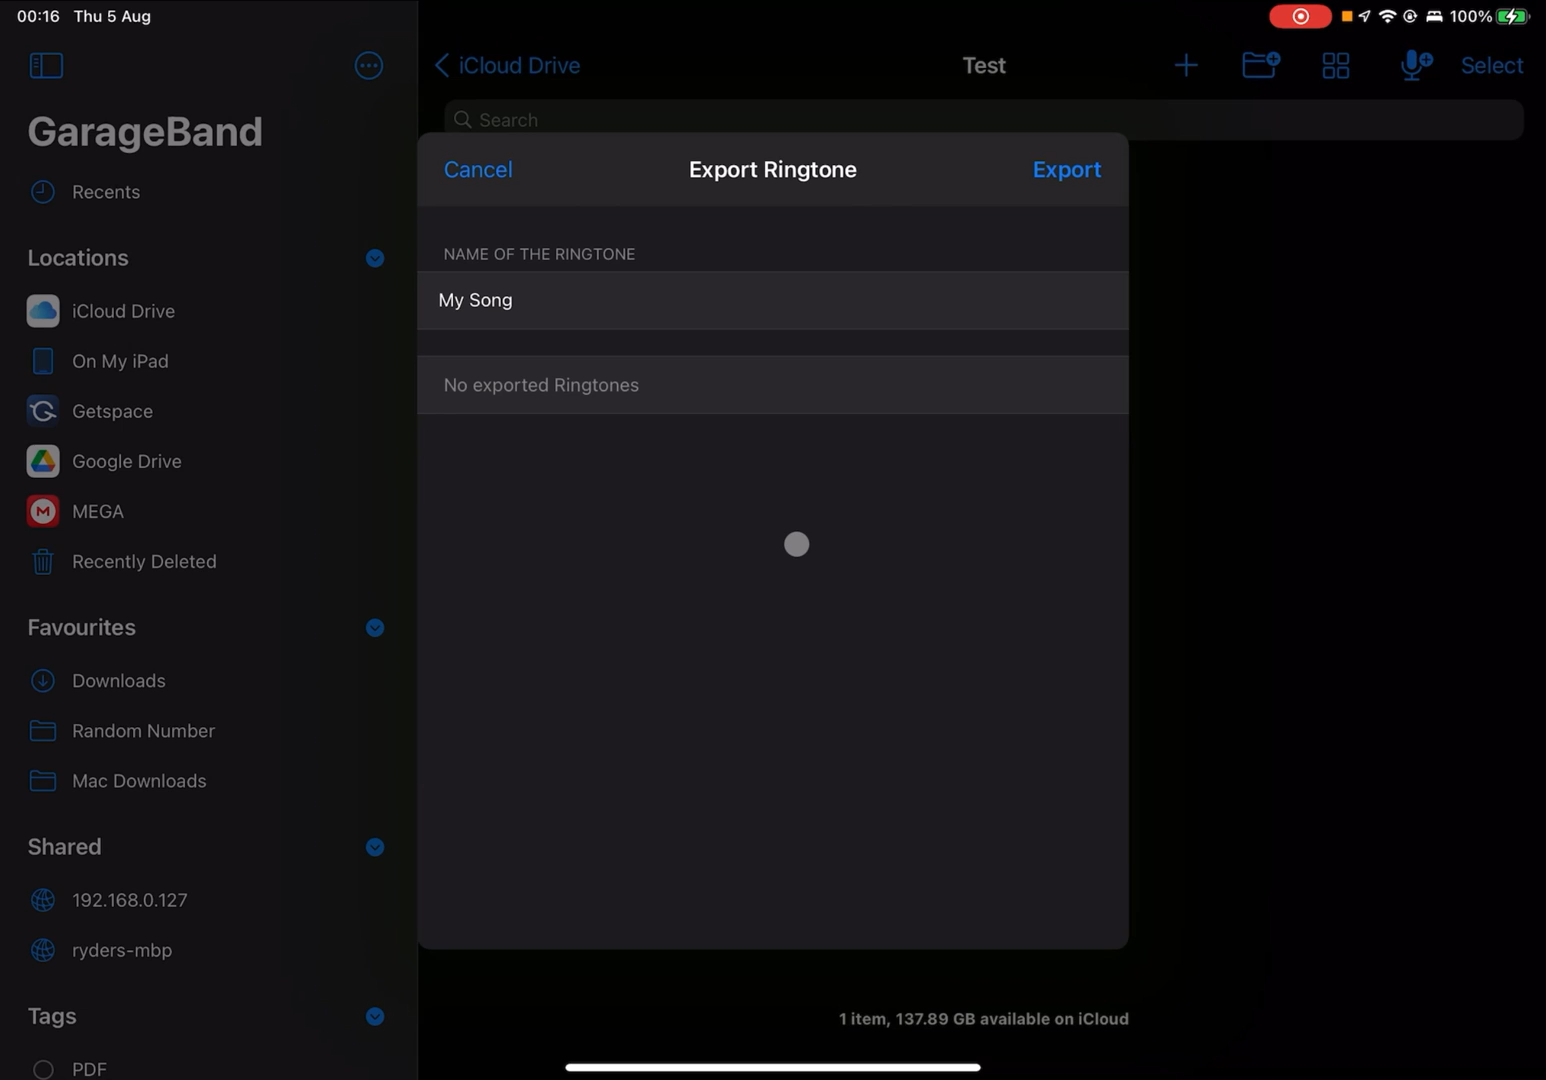 00:16 Thu 5 Aug
100%
GarageBand
Recents
Locations
iCloud Drive
On My iPad
Getspace
Google Drive
MEGA
Recently Deleted
Favourites
Downloads
Random Number
Mac Downloads
Shared
192.168.0.127
ryders-mbp
Tags
PDF
iCloud Drive
Test
Select
Search
Cancel
Export Ringtone
Export
NAME OF THE RINGTONE
My Song
No exported Ringtones
1 item, 137.89 GB available on iCloud